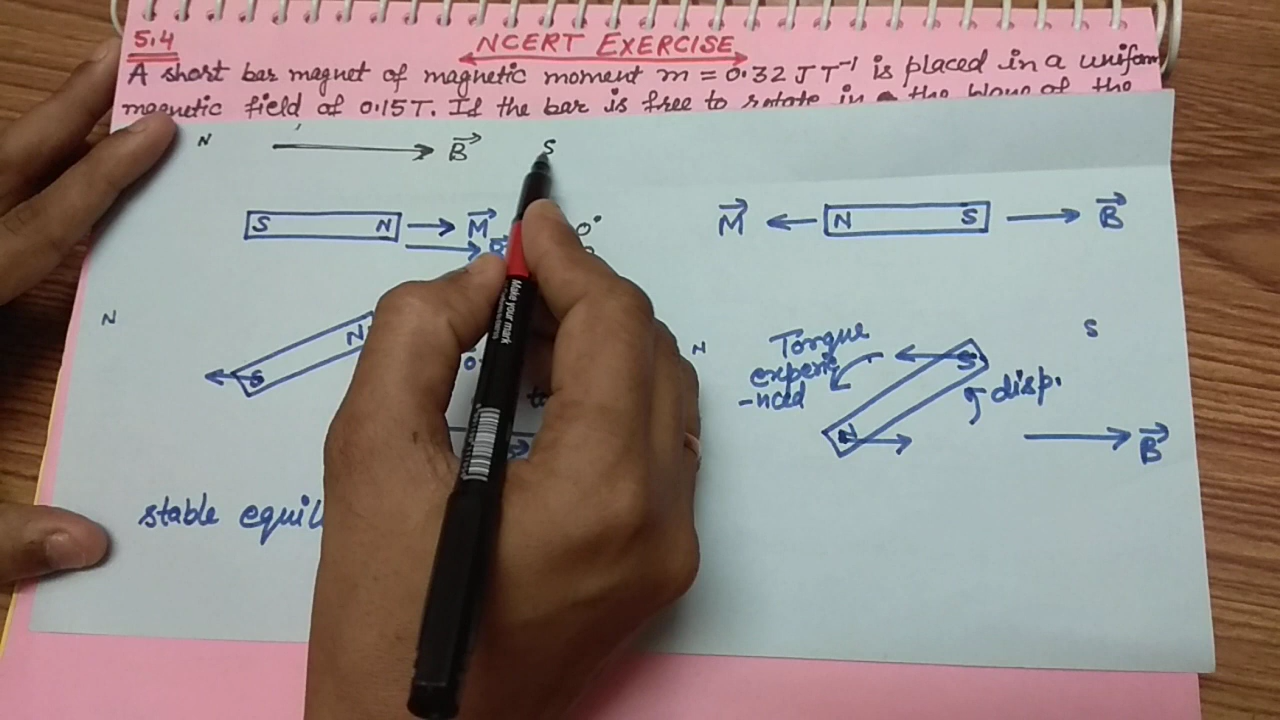 5.4
NCERT EXERCISE
A short bar magnet of magnetic moment m = 0.32 J T⁻¹ is placed in a uniform
magnetic field of 0.15T. If the bar is free to rotate in the plane of the
N B⃗ S
S N M⃗ 0°
M⃗ N S B⃗
N S N
N S
Torque
experie
-nced
S
N
disp.
B⃗
stable
Make your mark